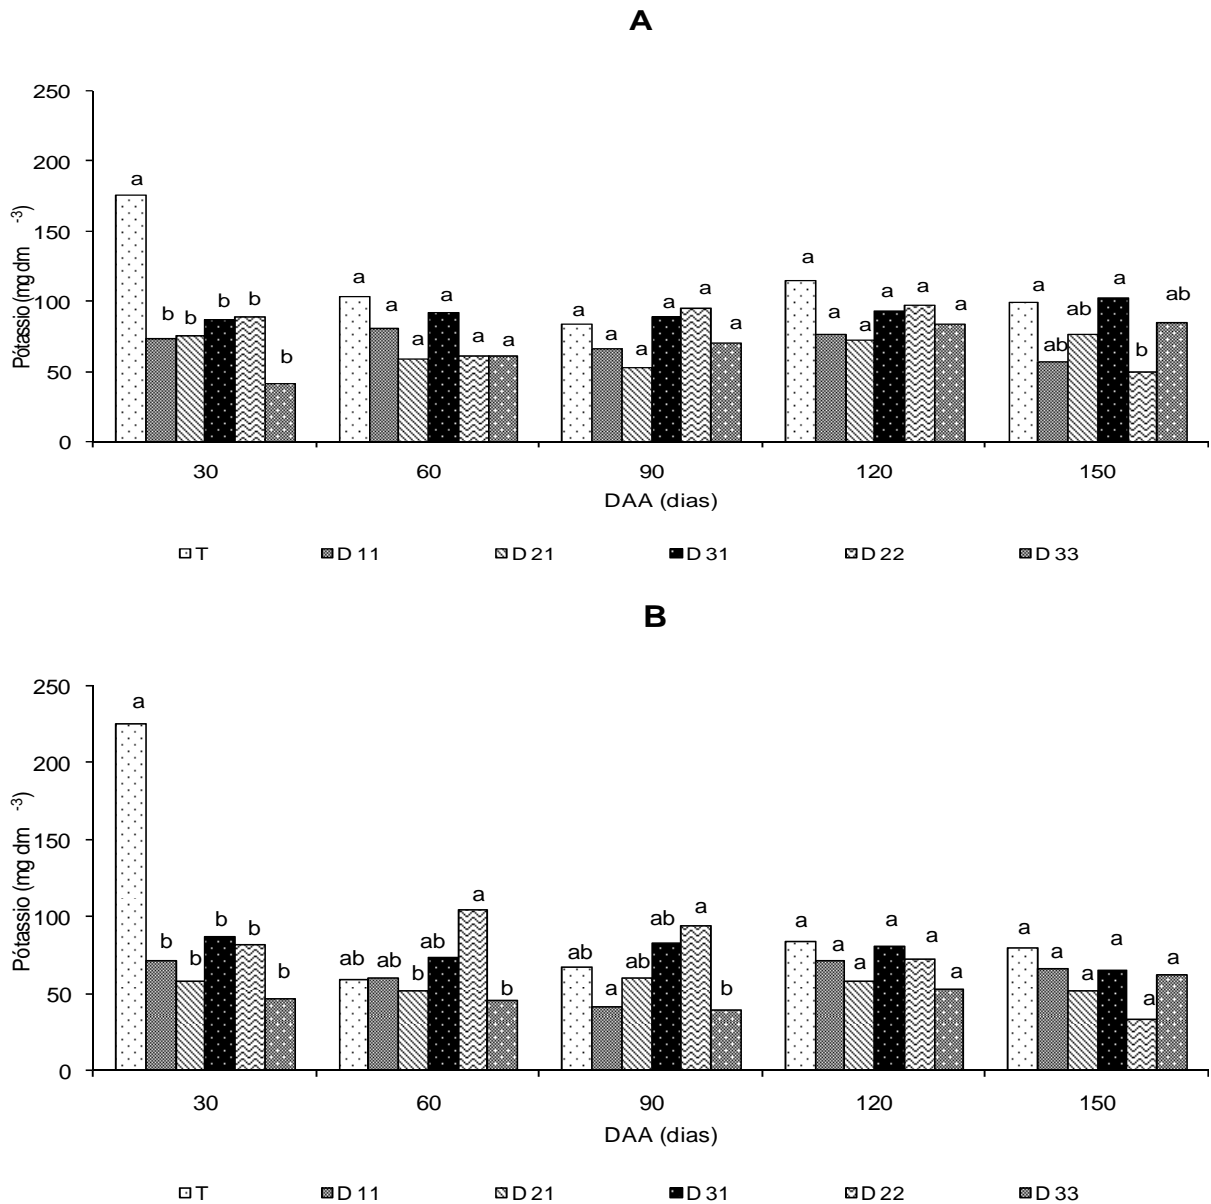 A
250
200
150
100
50
0
Pótassio (mg dm -3)
a b b b b b
a a a a a a
a a a a a a
a a a a a a
a ab ab a b ab
30 60 90 120 150
DAA (dias)
T D 11 D 21 D 31 D 22 D 33
B
250
200
150
100
50
0
Pótassio (mg dm -3)
a b b b b b
ab ab b ab a b
ab a ab ab a b
a a a a a a
a a a a a a
30 60 90 120 150
DAA (dias)
T D 11 D 21 D 31 D 22 D 33